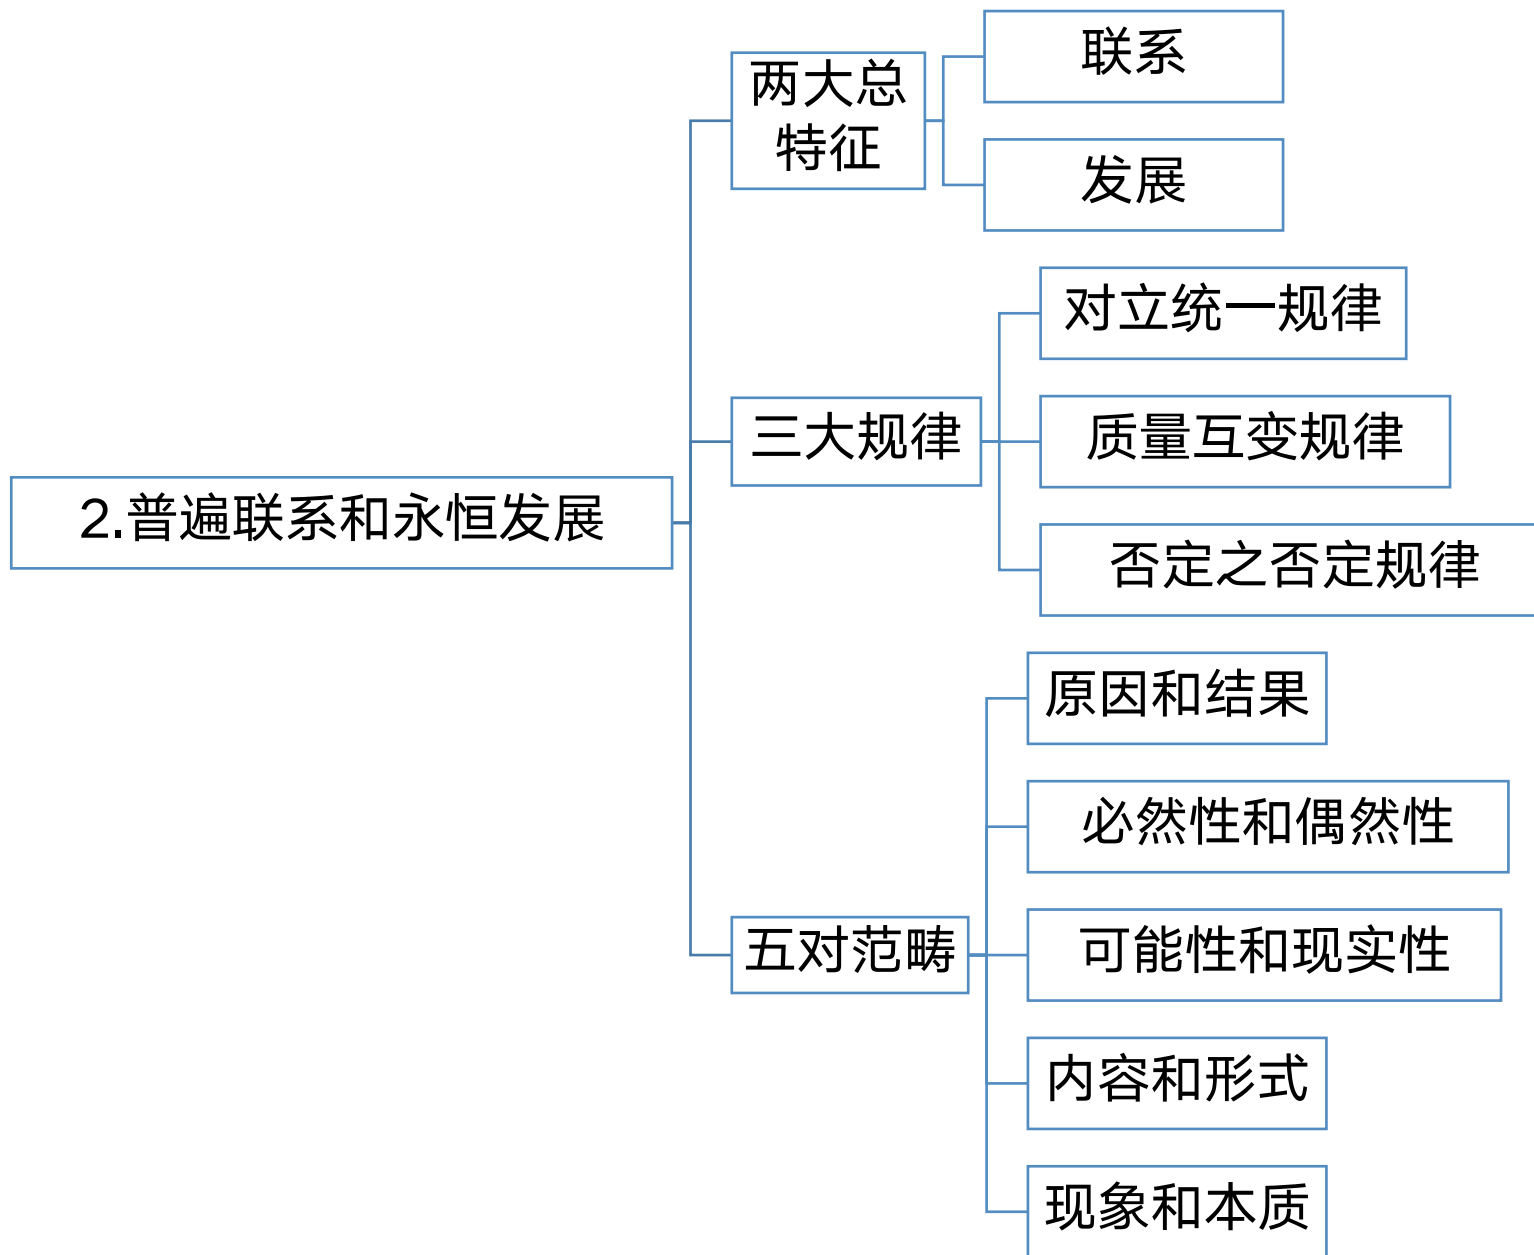 2.普遍联系和永恒发展
两大总
特征
联系
发展
三大规律
对立统一规律
质量互变规律
否定之否定规律
五对范畴
原因和结果
必然性和偶然性
可能性和现实性
内容和形式
现象和本质